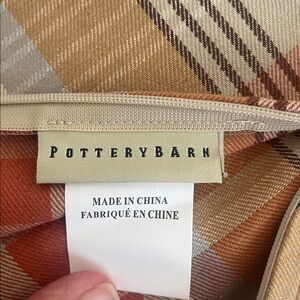 POTTERYBARN
MADE IN CHINA
FABRIQUÉ EN CHINE